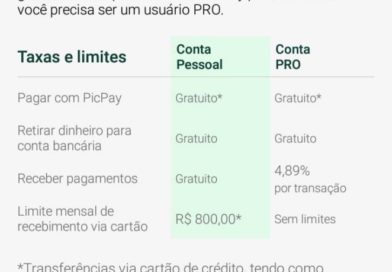 você precisa ser um usuário PRO.
Taxas e limites
Conta Pessoal
Conta PRO
Pagar com PicPay
Gratuito*
Gratuito*
Retirar dinheiro para
conta bancária
Gratuito
Gratuito
Receber pagamentos
Gratuito
4,89%
por transação
Limite mensal de
recebimento via cartão
R$ 800,00*
Sem limites
*Transferências via cartão de crédito, tendo como